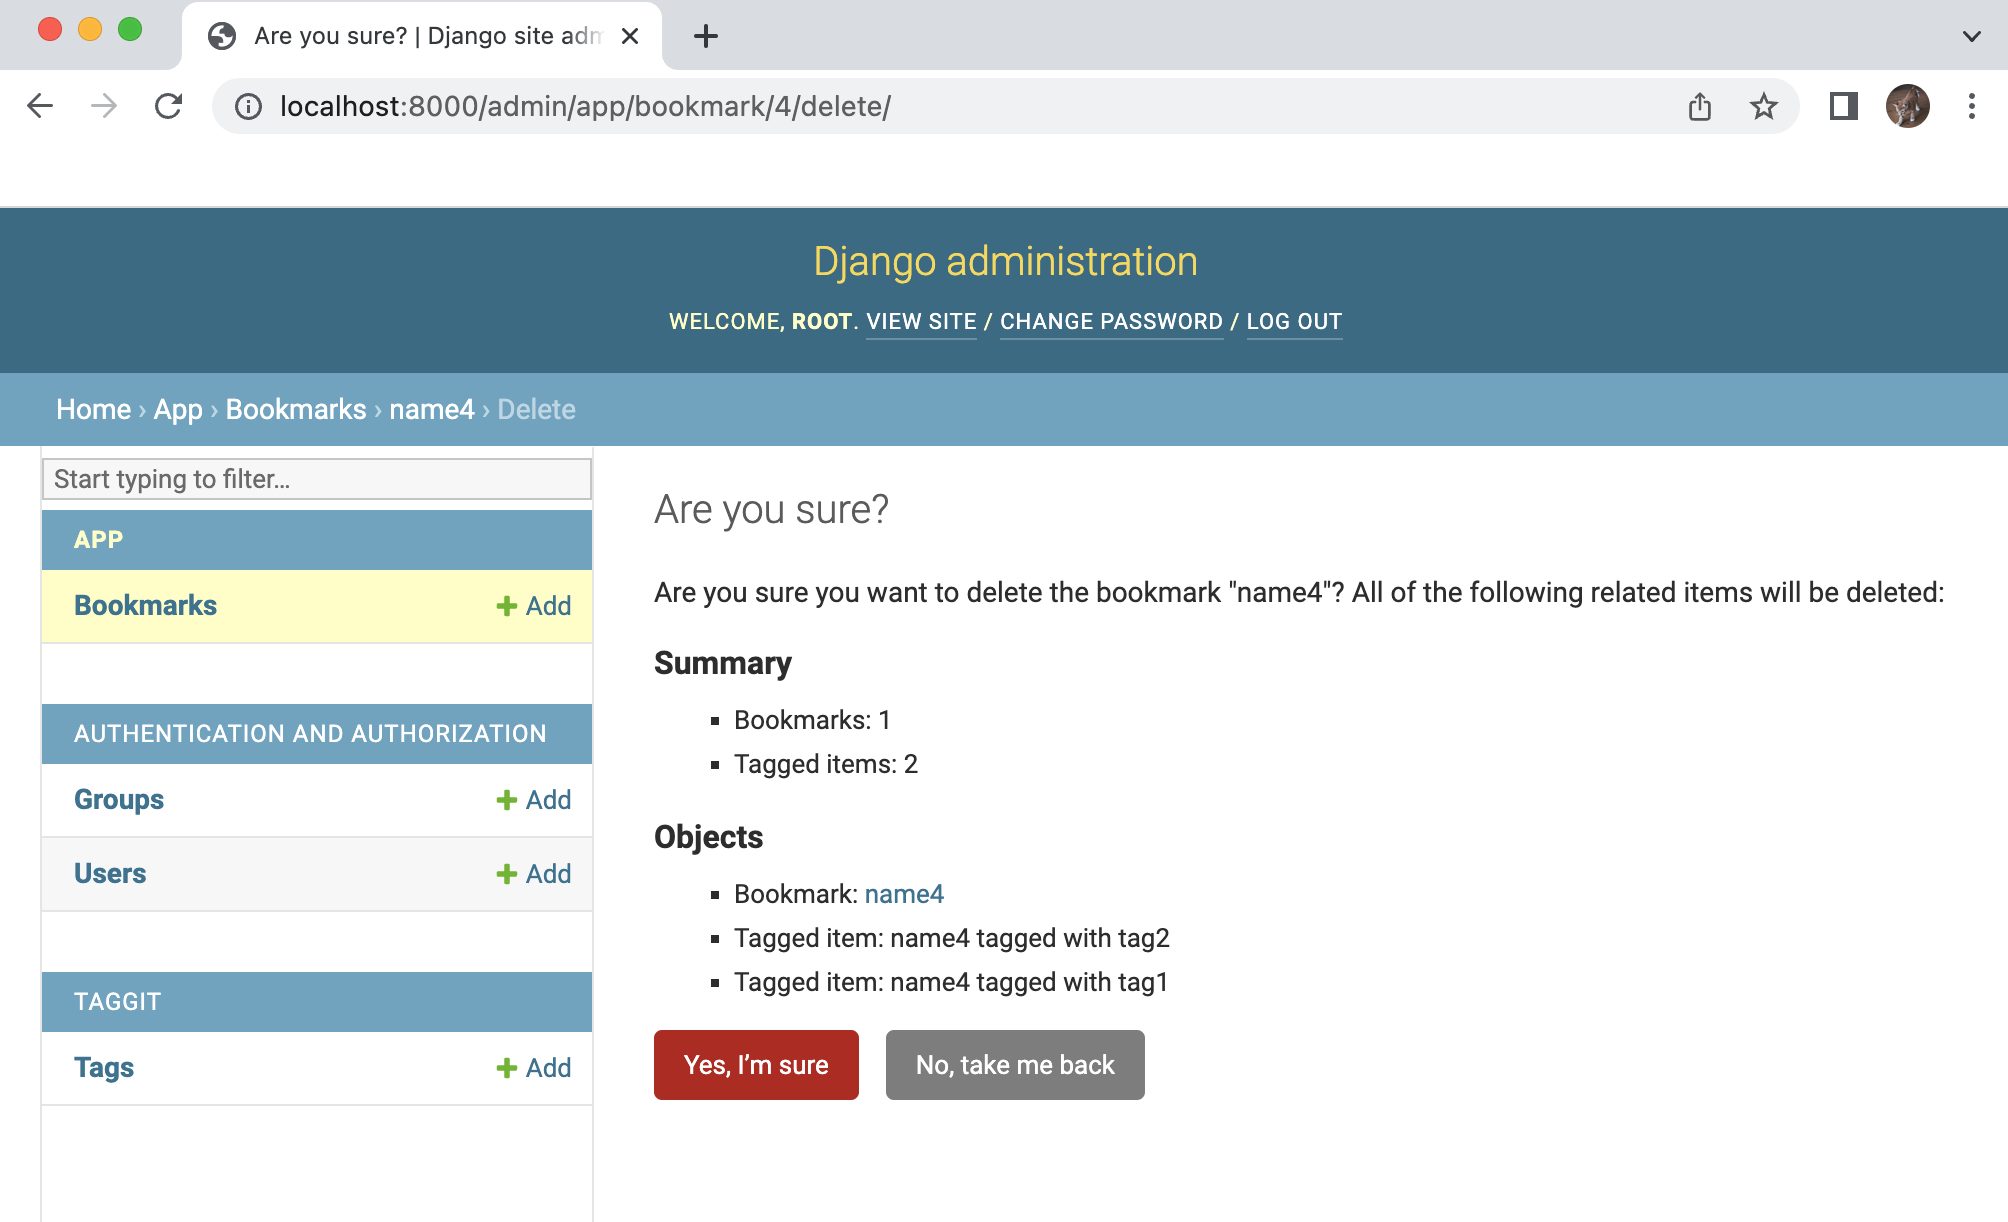 Are you sure? | Django site adm
localhost:8000/admin/app/bookmark/4/delete/
Django administration
WELCOME, ROOT. VIEW SITE / CHANGE PASSWORD / LOG OUT
Home › App › Bookmarks › name4 › Delete
Start typing to filter...
APP
Bookmarks + Add
AUTHENTICATION AND AUTHORIZATION
Groups + Add
Users + Add
TAGGIT
Tags + Add
Are you sure?
Are you sure you want to delete the bookmark "name4"? All of the following related items will be deleted:
Summary
Bookmarks: 1
Tagged items: 2
Objects
Bookmark: name4
Tagged item: name4 tagged with tag2
Tagged item: name4 tagged with tag1
Yes, I’m sure
No, take me back